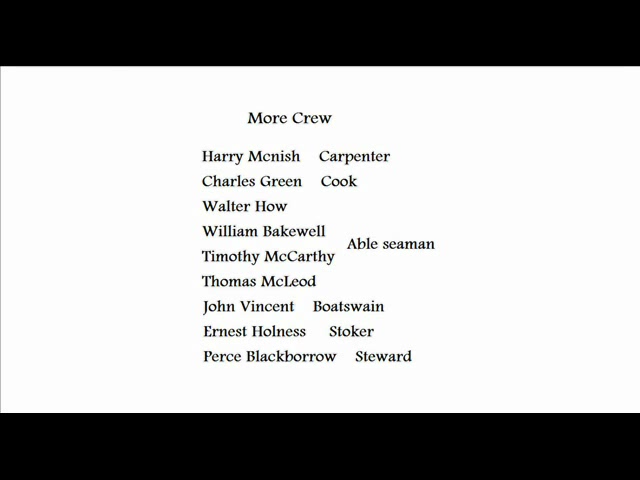 More Crew
Harry Mcnish Carpenter
Charles Green Cook
Walter How
William Bakewell
Able seaman
Timothy McCarthy
Thomas McLeod
John Vincent Boatswain
Ernest Holness Stoker
Perce Blackborrow Steward